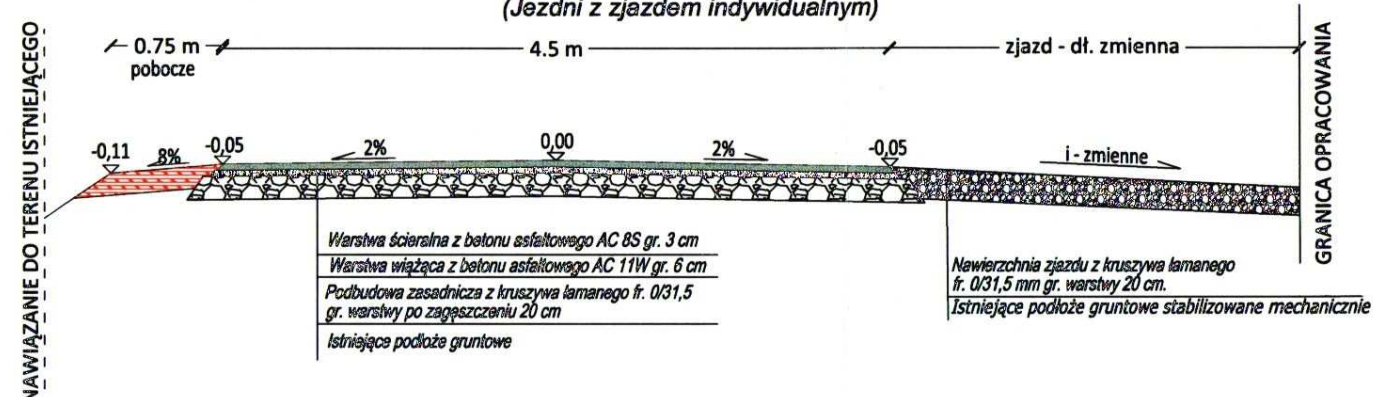 (Jezdni z zjazdem indywidualnym)
NAWIĄZANIE DO TERENU ISTNIEJĄCEGO
0.75 m
pobocze
4.5 m
zjazd - dł. zmienna
GRANICA OPRACOWANIA
-0,11
8%
-0,05
2%
0,00
2%
-0,05
i - zmienne
Warstwa ścieralna z betonu asfaltowego AC 8S gr. 3 cm
Warstwa wiążąca z betonu asfaltowego AC 11W gr. 6 cm
Podbudowa zasadnicza z kruszywa łamanego fr. 0/31,5
gr. warstwy po zagęszczeniu 20 cm
Istniejące podłoże gruntowe
Nawierzchnia zjazdu z kruszywa łamanego
fr. 0/31,5 mm gr. warstwy 20 cm.
Istniejące podłoże gruntowe stabilizowane mechanicznie